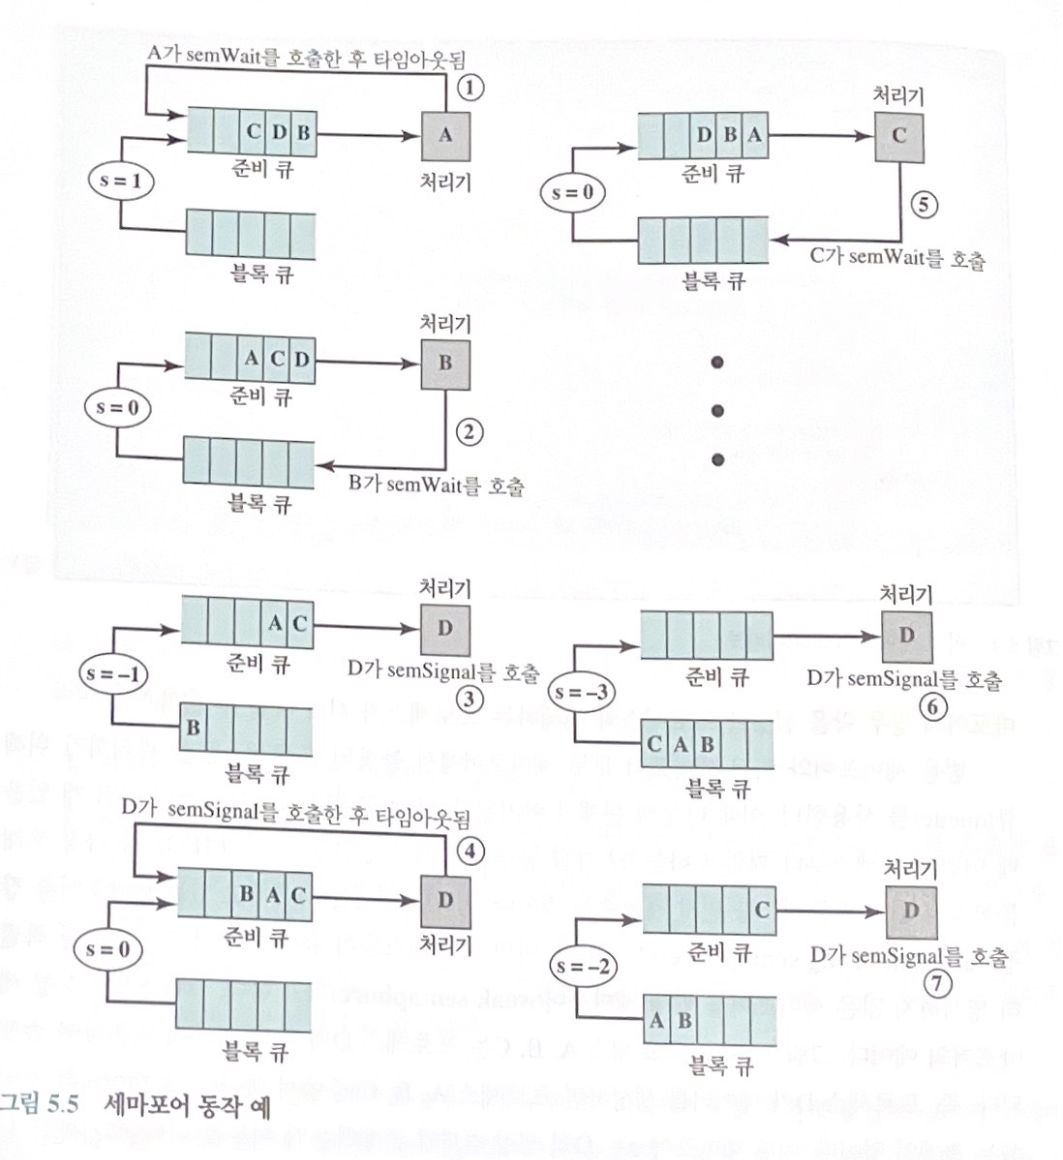 A가 semWait를 호출한 후 타임아웃됨
①
C D B
A
준비 큐
처리기
s = 1
블록 큐
처리기
A C D
B
준비 큐
s = 0
②
B가 semWait를 호출
블록 큐
처리기
A C
D
준비 큐
D가 semSignal를 호출
③
s = –1
B
블록 큐
D가 semSignal를 호출한 후 타임아웃됨
④
B A C
D
준비 큐
처리기
s = 0
블록 큐
처리기
D B A
C
준비 큐
s = 0
⑤
C가 semWait를 호출
블록 큐
처리기
D
준비 큐
D가 semSignal를 호출
⑥
s = –3
C A B
블록 큐
처리기
C
D
준비 큐
D가 semSignal를 호출
⑦
s = –2
A B
블록 큐
그림 5.5 세마포어 동작 예